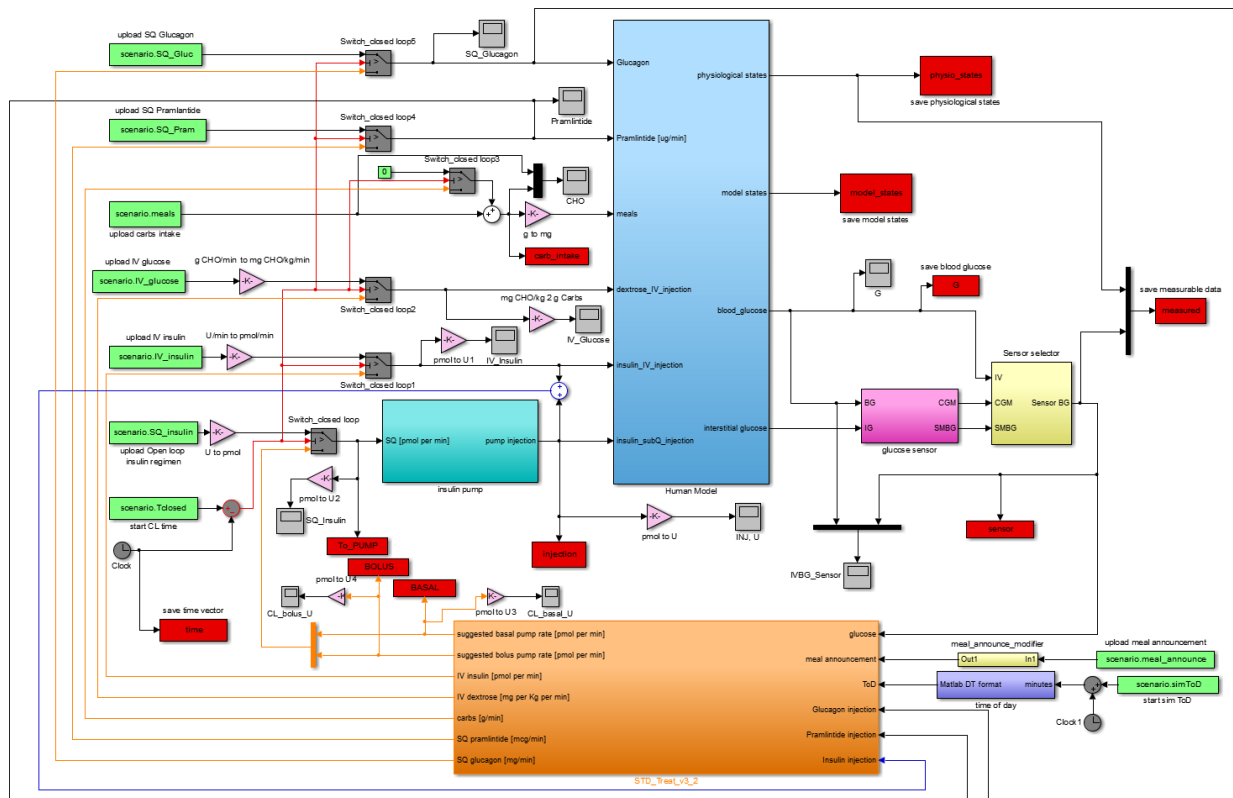 upload SQ Glucagon
scenario.SQ_Gluc
Switch_closed loop5
SQ_Glucagon
Glucagon
physiological states
physio_states
save physiological states
upload SQ Pramlantide
scenario.SQ_Pram
Switch_closed loop4
Pramlintide
Pramlintide [ug/min]
0
Switch_closed loop3
CHO
model states
model_states
save model states
scenario.meals
upload carbs intake
+
+
-K-
g to mg
meals
carb_intake
upload IV glucose
scenario.IV_glucose
g CHO/min to mg CHO/kg/min
-K-
Switch_closed loop2
dextrose_IV_injection
mg CHO/kg 2 g Carbs
-K-
IV_Glucose
blood_glucose
G
save blood glucose
G
save measurable data
measured
upload IV insulin
scenario.IV_insulin
U/min to pmol/min
-K-
Switch_closed loop1
-K-
pmol to U1
IV_Insulin
insulin_IV_injection
+
+
Sensor selector
IV
CGM
SMBG
Sensor BG
BG
IG
CGM
SMBG
glucose sensor
scenario.SQ_insulin
upload Open loop
insulin regimen
-K-
U to pmol
Switch_closed loop
SQ [pmol per min]
pump injection
insulin pump
insulin_subQ_injection
interstitial glucose
Human Model
-K-
pmol to U2
SQ_Insulin
To_PUMP
scenario.Tclosed
start CL time
Clock
save time vector
time
injection
-K-
pmol to U
INJ, U
IVBG_Sensor
sensor
BOLUS
BASAL
pmol to U4
-K
CL_bolus_U
K-
pmol to U3
CL_basal_U
suggested basal pump rate [pmol per min]
suggested bolus pump rate [pmol per min]
IV insulin [pmol per min]
IV dextrose [mg per Kg per min]
carbs [g/min]
SQ pramlintide [mcg/min]
SQ glucagon [mg/min]
glucose
meal announcement
ToD
Glucagon injection
Pramlintide injection
Insulin injection
STD_Treat_v3_2
meal_announce_modifier
Out1
In1
upload meal announcement
scenario.meal_announce
Matlab DT format
minutes
time of day
scenario.simToD
start sim ToD
Clock1